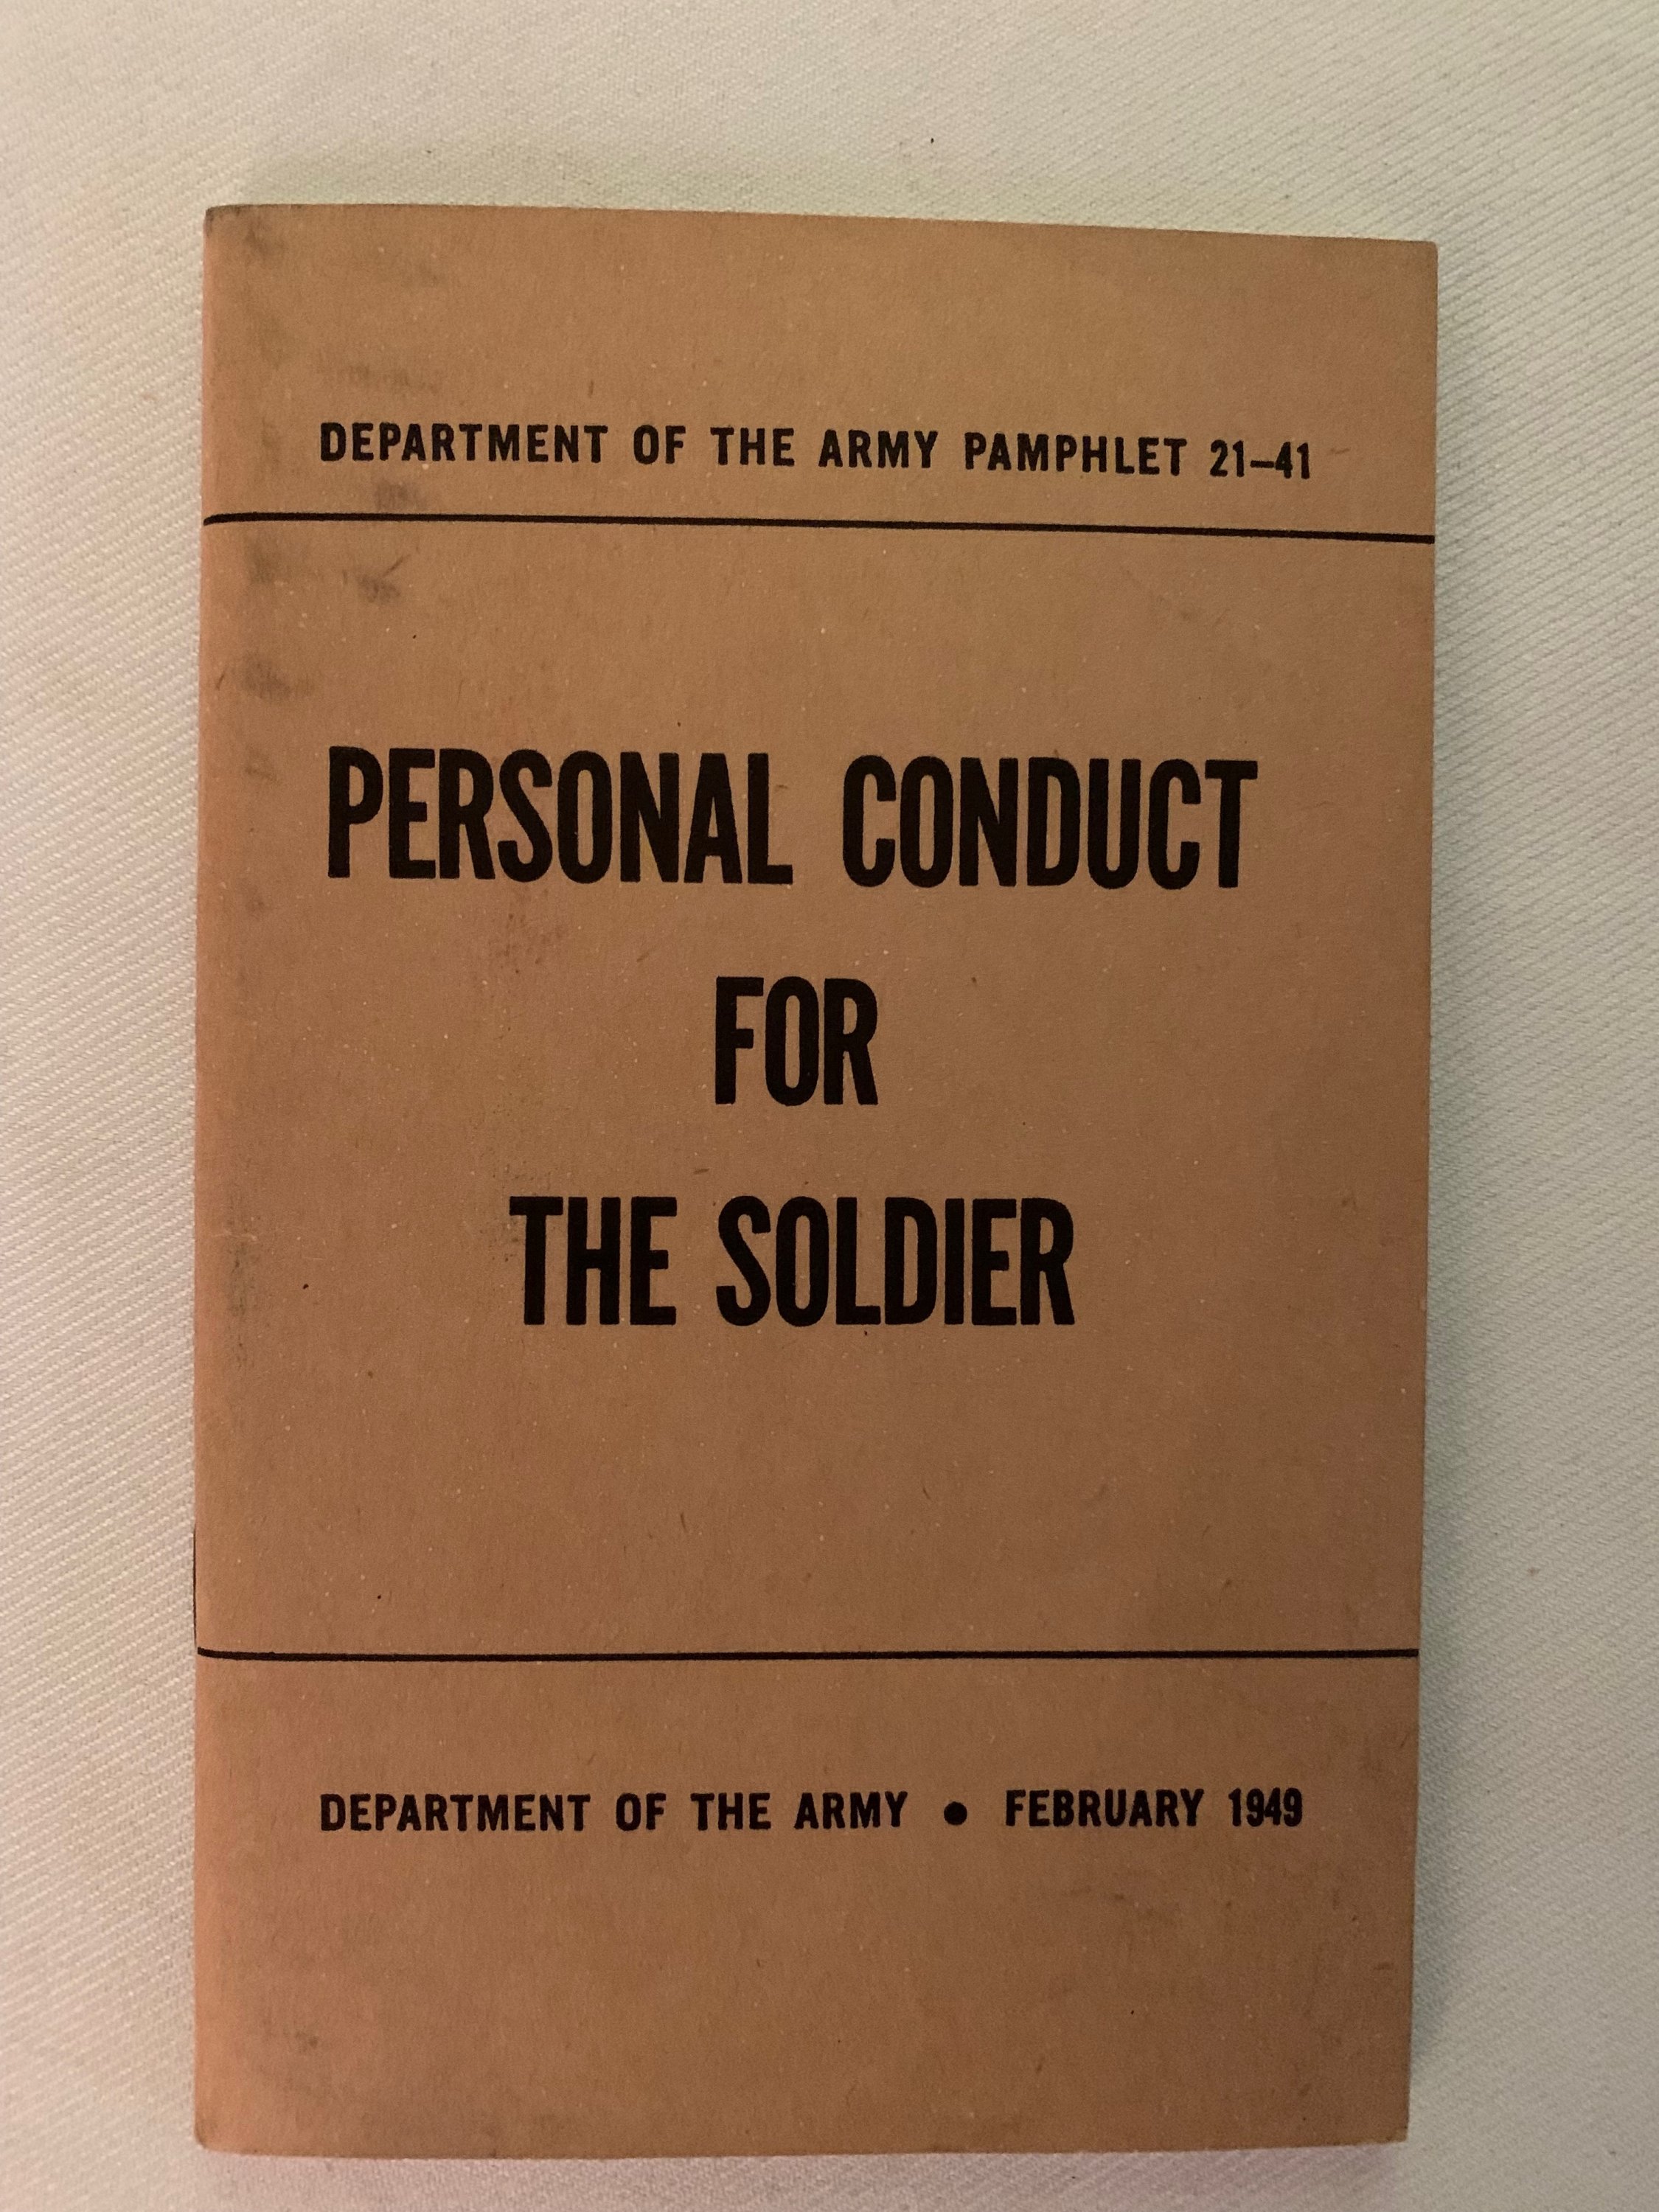 DEPARTMENT OF THE ARMY PAMPHLET 21–41
PERSONAL CONDUCT
FOR
THE SOLDIER
DEPARTMENT OF THE ARMY • FEBRUARY 1949